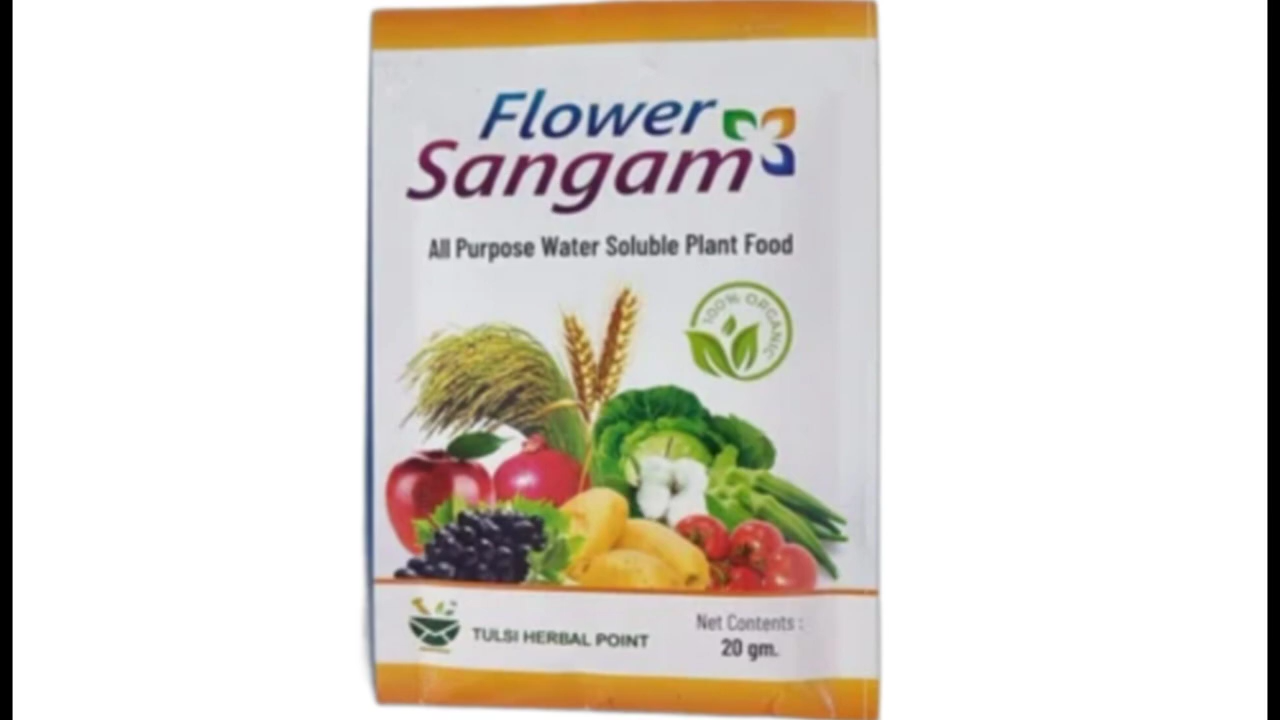 Flower
Sangam
All Purpose Water Soluble Plant Food
100% ORGANIC
TULSI HERBAL POINT
Net Contents :
20 gm.